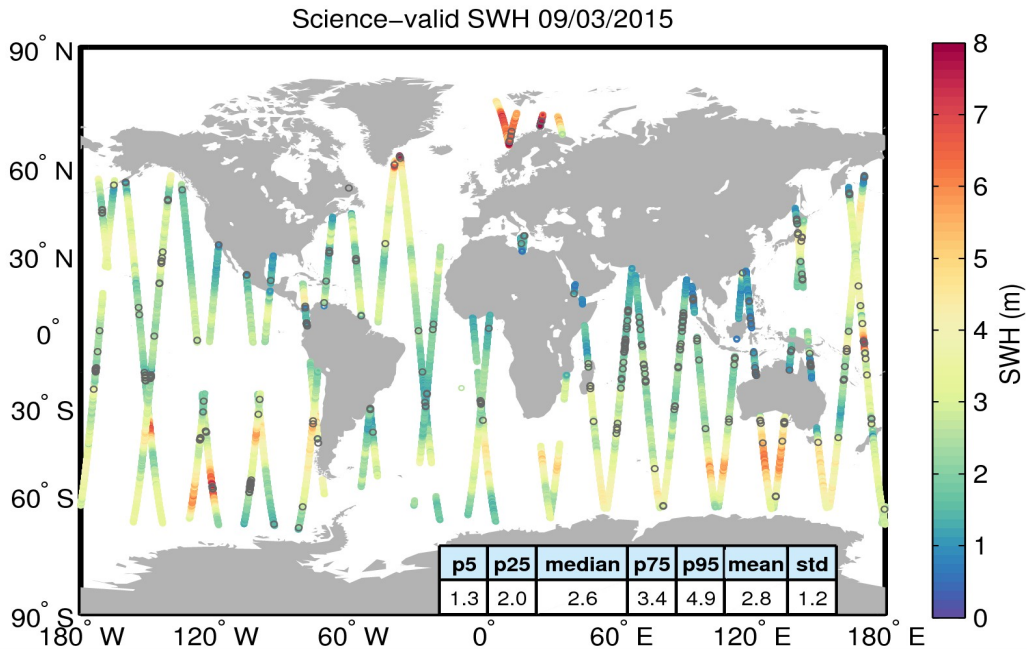 Science−valid SWH 09/03/2015
90° N
60° N
30° N
0°
30° S
60° S
90° S
180° W
120° W
60° W
0°
60° E
120° E
180° E
p5 p25 median p75 p95 mean std
1.3 2.0 2.6 3.4 4.9 2.8 1.2
8
7
6
5
4
3
2
1
0
SWH (m)